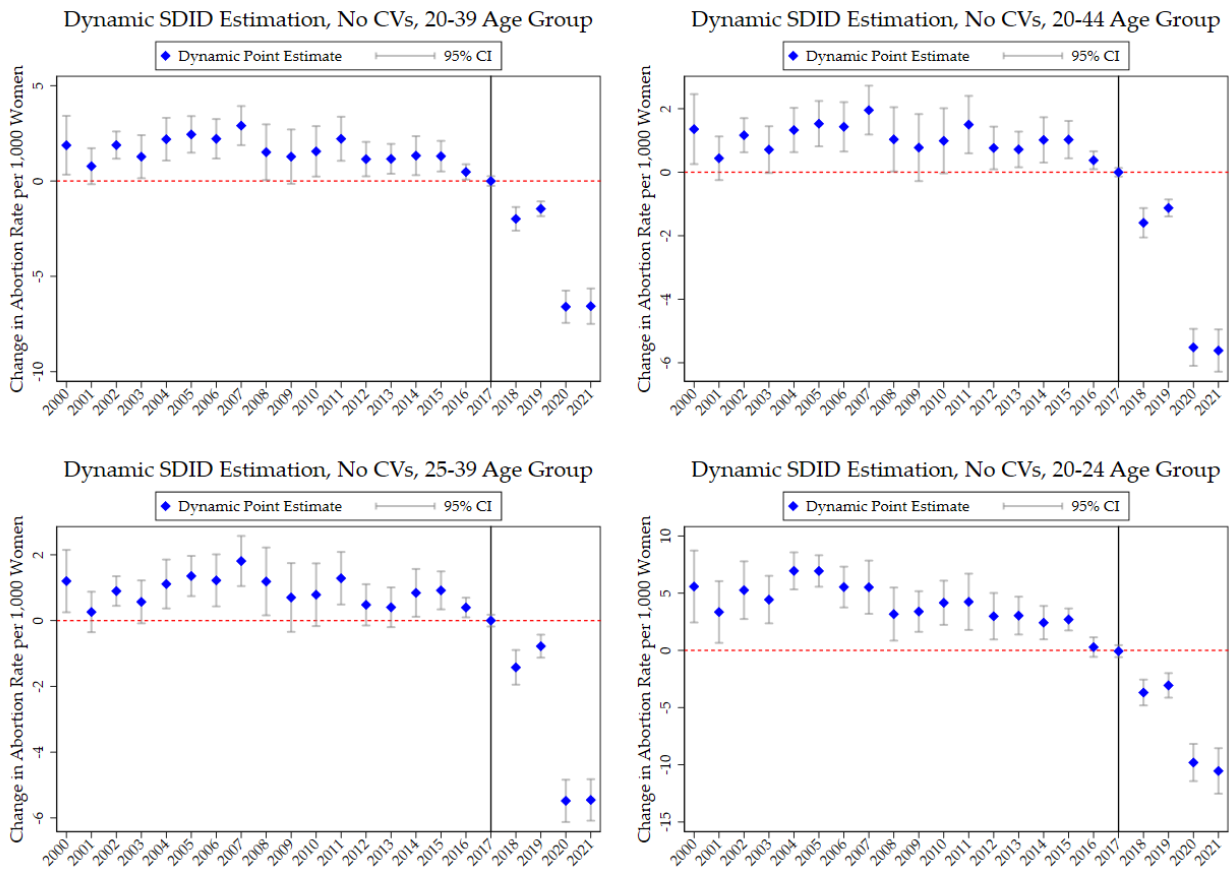 Dynamic SDID Estimation, No CVs, 20-39 Age Group
Dynamic Point Estimate 95% CI
Change in Abortion Rate per 1,000 Women
5
0
-5
-10
2000 2001 2002 2003 2004 2005 2006 2007 2008 2009 2010 2011 2012 2013 2014 2015 2016 2017 2018 2019 2020 2021
Dynamic SDID Estimation, No CVs, 20-44 Age Group
Dynamic Point Estimate 95% CI
Change in Abortion Rate per 1,000 Women
2
0
-2
-4
-6
2000 2001 2002 2003 2004 2005 2006 2007 2008 2009 2010 2011 2012 2013 2014 2015 2016 2017 2018 2019 2020 2021
Dynamic SDID Estimation, No CVs, 25-39 Age Group
Dynamic Point Estimate 95% CI
Change in Abortion Rate per 1,000 Women
2
0
-2
-4
-6
2000 2001 2002 2003 2004 2005 2006 2007 2008 2009 2010 2011 2012 2013 2014 2015 2016 2017 2018 2019 2020 2021
Dynamic SDID Estimation, No CVs, 20-24 Age Group
Dynamic Point Estimate 95% CI
Change in Abortion Rate per 1,000 Women
10
5
0
-5
-10
-15
2000 2001 2002 2003 2004 2005 2006 2007 2008 2009 2010 2011 2012 2013 2014 2015 2016 2017 2018 2019 2020 2021